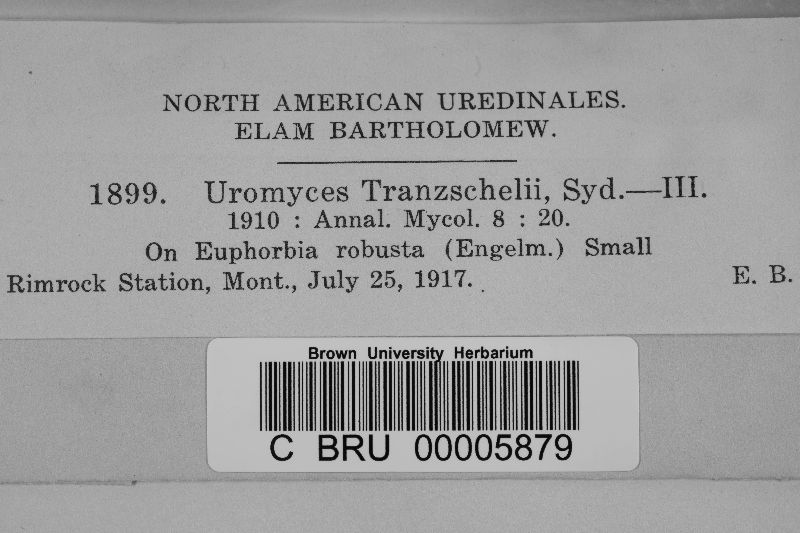 NORTH AMERICAN UREDINALES.
ELAM BARTHOLOMEW.
1899. Uromyces Tranzschelii, Syd.—III.
1910 : Annal. Mycol. 8 : 20.
On Euphorbia robusta (Engelm.) Small
Rimrock Station, Mont., July 25, 1917. E. B.
Brown University Herbarium
C BRU 00005879